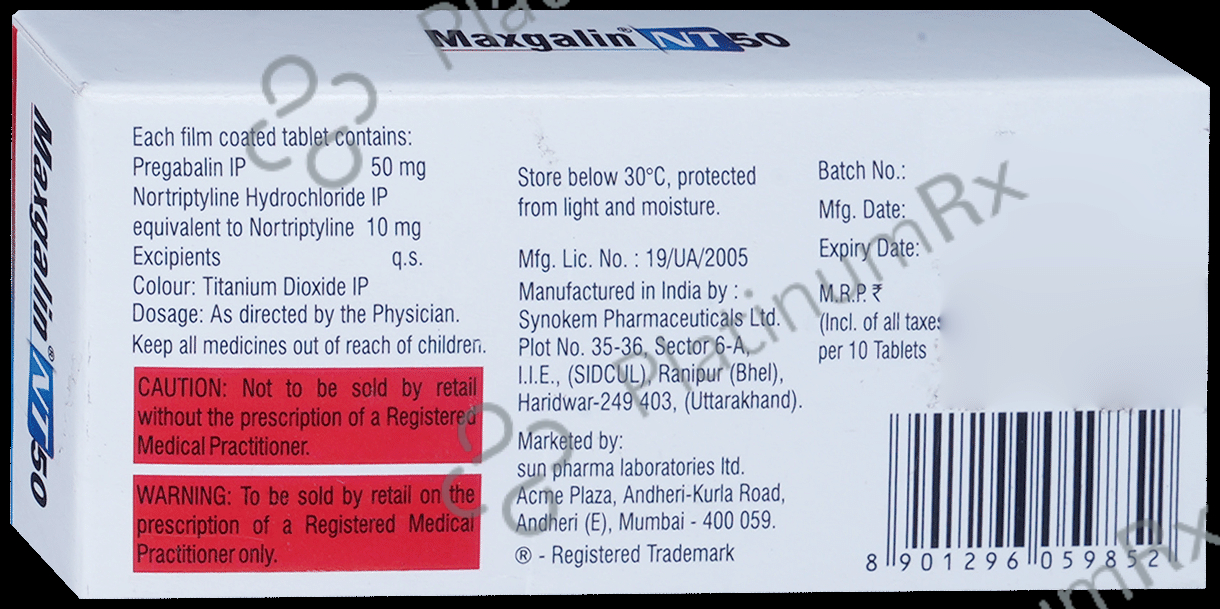 Maxgalin® NT 50
Maxgalin® NT 50
Each film coated tablet contains:
Pregabalin IP 50 mg
Nortriptyline Hydrochloride IP
equivalent to Nortriptyline 10 mg
Excipients q.s.
Colour: Titanium Dioxide IP
Dosage: As directed by the Physician.
Keep all medicines out of reach of children.
CAUTION: Not to be sold by retail
without the prescription of a Registered
Medical Practitioner.
WARNING: To be sold by retail on the
prescription of a Registered Medical
Practitioner only.
Store below 30°C, protected
from light and moisture.
Mfg. Lic. No. : 19/UA/2005
Manufactured in India by :
Synokem Pharmaceuticals Ltd.
Plot No. 35-36, Sector 6-A,
I.I.E., (SIDCUL), Ranipur (Bhel),
Haridwar-249 403, (Uttarakhand).
Marketed by:
sun pharma laboratories ltd.
Acme Plaza, Andheri-Kurla Road,
Andheri (E), Mumbai - 400 059.
® - Registered Trademark
Batch No.:
Mfg. Date:
Expiry Date:
M.R.P. ₹
(Incl. of all taxes
per 10 Tablets
8 901296 059852
PlatinumRx